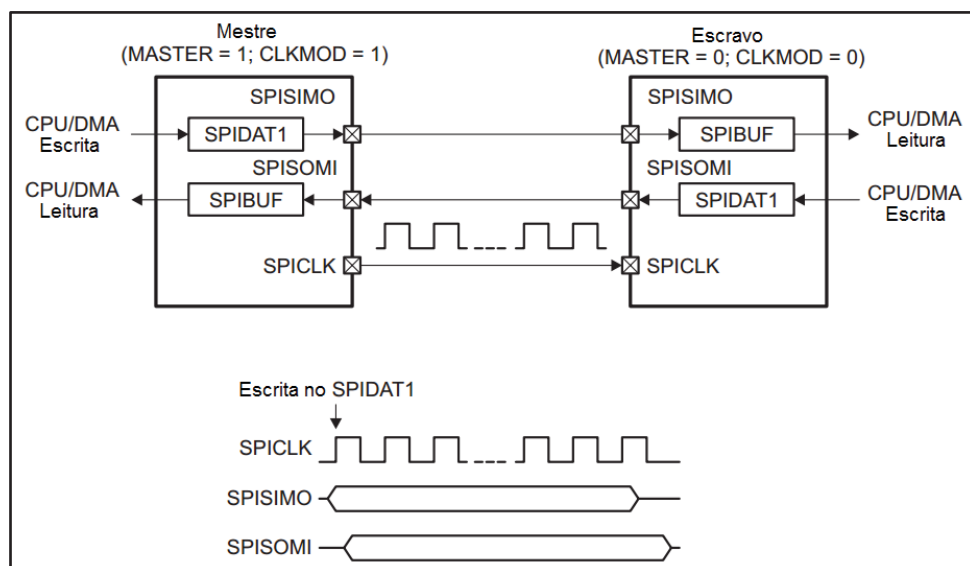 Mestre
(MASTER = 1; CLKMOD = 1)
Escravo
(MASTER = 0; CLKMOD = 0)
SPISIMO
SPISIMO
CPU/DMA
Escrita
SPIDAT1
SPIBUF
CPU/DMA
Leitura
SPISOMI
SPISOMI
CPU/DMA
Leitura
SPIBUF
SPIDAT1
CPU/DMA
Escrita
SPICLK
SPICLK
Escrita no SPIDAT1
SPICLK
SPISIMO
SPISOMI